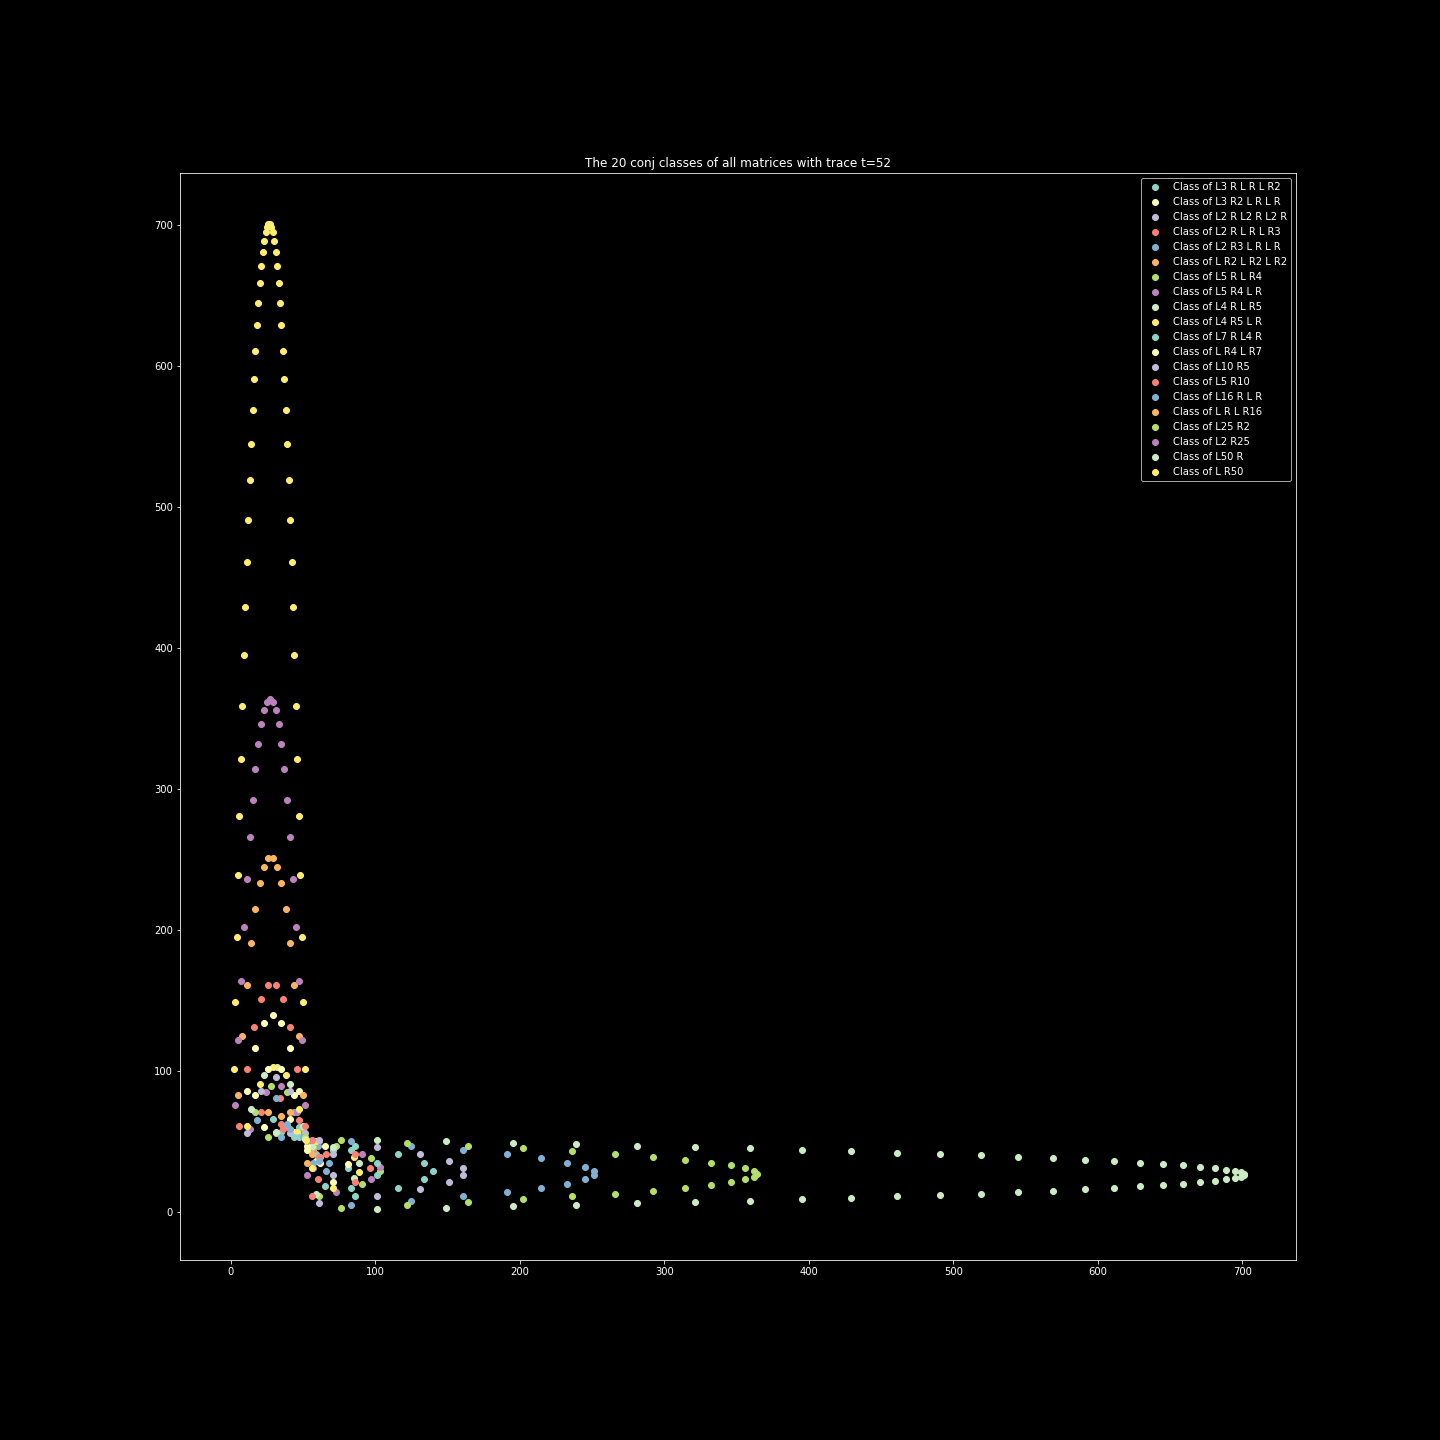 The 20 conj classes of all matrices with trace t=52
Class of L3 R L R L R2
Class of L3 R2 L R L R
Class of L2 R L2 R L2 R
Class of L2 R L R L R3
Class of L2 R3 L R L R
Class of L R2 L R2 L R2
Class of L5 R L R4
Class of L5 R4 L R
Class of L4 R L R5
Class of L4 R5 L R
Class of L7 R L4 R
Class of L R4 L R7
Class of L10 R5
Class of L5 R10
Class of L16 R L R
Class of L R L R16
Class of L25 R2
Class of L2 R25
Class of L50 R
Class of L R50
700
600
500
400
300
200
100
0
0 100 200 300 400 500 600 700